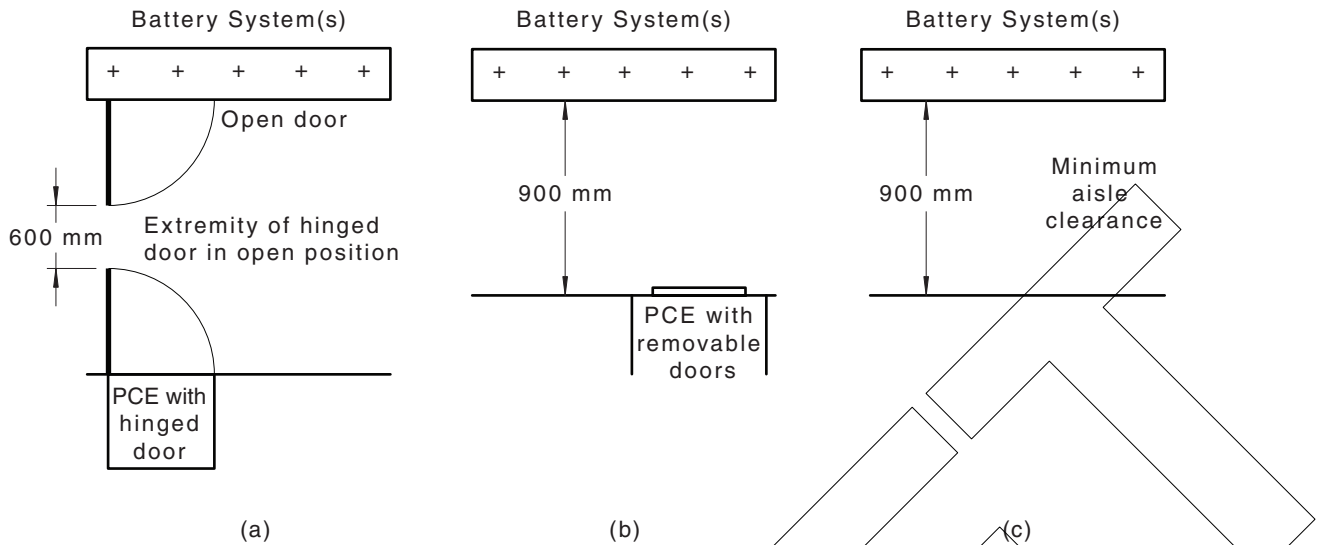 Battery System(s)
+ + + + +
Open door
600 mm
Extremity of hinged
door in open position
PCE with
hinged
door
(a)
Battery System(s)
+ + + + +
900 mm
PCE with
removable
doors
(b)
Battery System(s)
+ + + + +
900 mm
Minimum
aisle
clearance
(c)